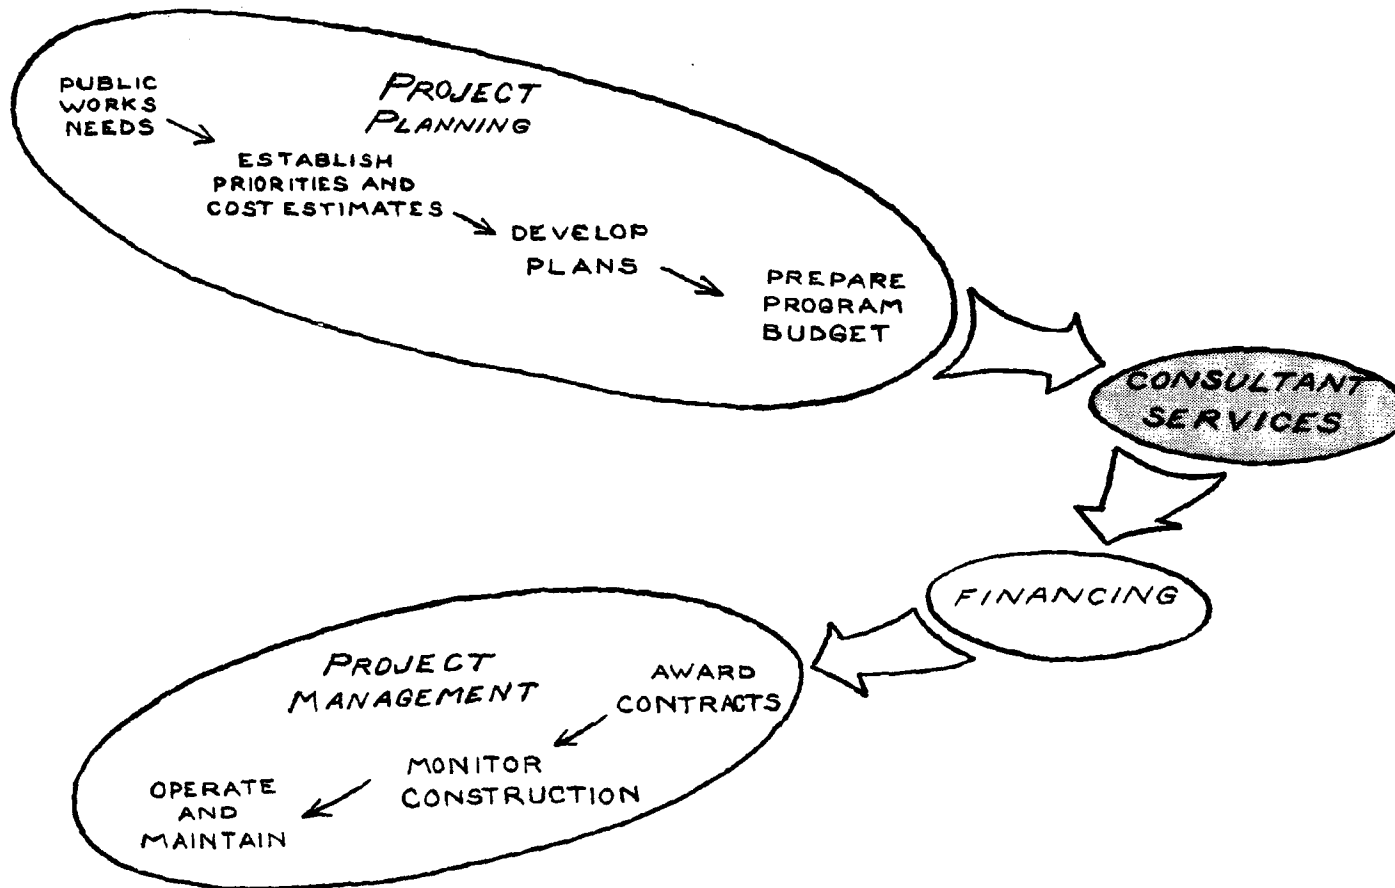 PUBLIC
WORKS
NEEDS
PROJECT
PLANNING
ESTABLISH
PRIORITIES AND
COST ESTIMATES
DEVELOP
PLANS
PREPARE
PROGRAM
BUDGET
CONSULTANT
SERVICES
FINANCING
PROJECT
MANAGEMENT
AWARD
CONTRACTS
MONITOR
CONSTRUCTION
OPERATE
AND
MAINTAIN